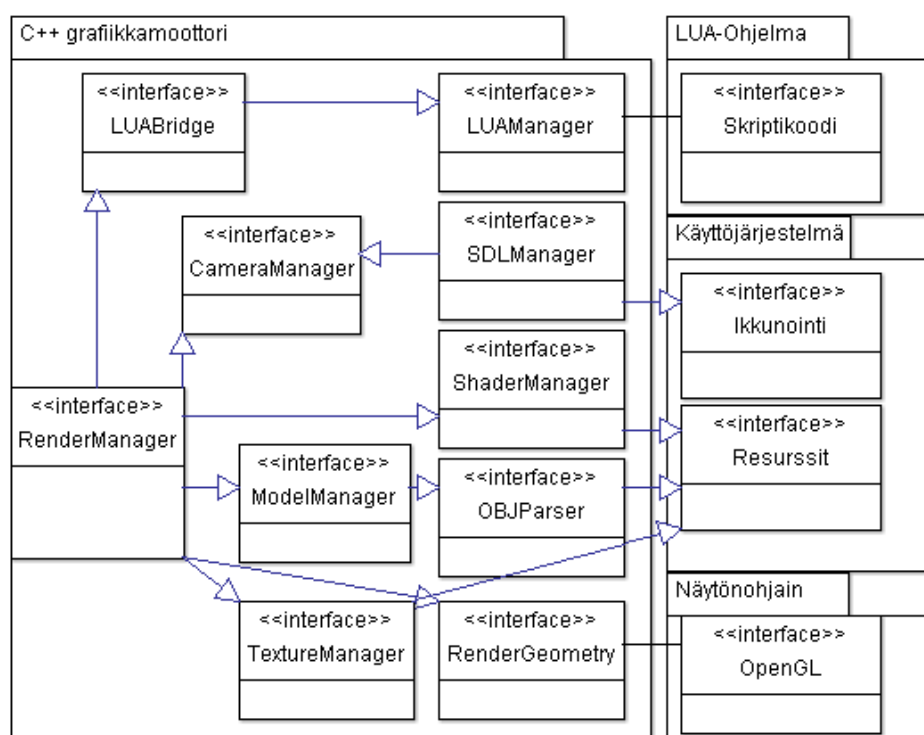 C++ grafiikkamoottori
LUA-Ohjelma
<<interface>>
LUABridge
<<interface>>
LUAManager
<<interface>>
Skriptikoodi
<<interface>>
CameraManager
<<interface>>
SDLManager
Käyttöjärjestelmä
<<interface>>
Ikkunointi
<<interface>>
ShaderManager
<<interface>>
RenderManager
<<interface>>
Resurssit
<<interface>>
ModelManager
<<interface>>
OBJParser
Näytönohjain
<<interface>>
TextureManager
<<interface>>
RenderGeometry
<<interface>>
OpenGL